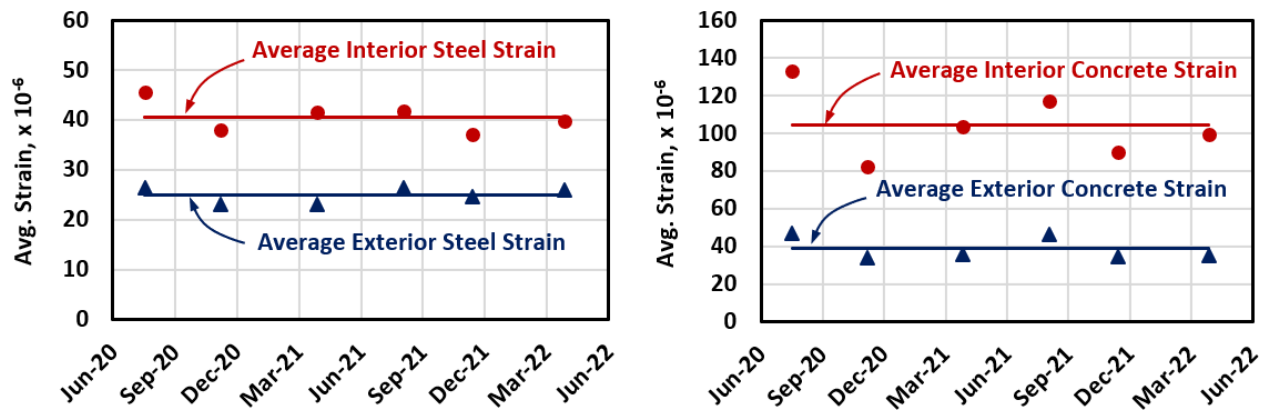 60
50
40
30
20
10
0
Avg. Strain, x 10⁻⁶
Average Interior Steel Strain
Average Exterior Steel Strain
Jun-20
Sep-20
Dec-20
Mar-21
Jun-21
Sep-21
Dec-21
Mar-22
Jun-22
160
140
120
100
80
60
40
20
0
Avg. Strain, x 10⁻⁶
Average Interior Concrete Strain
Average Exterior Concrete Strain
Jun-20
Sep-20
Dec-20
Mar-21
Jun-21
Sep-21
Dec-21
Mar-22
Jun-22